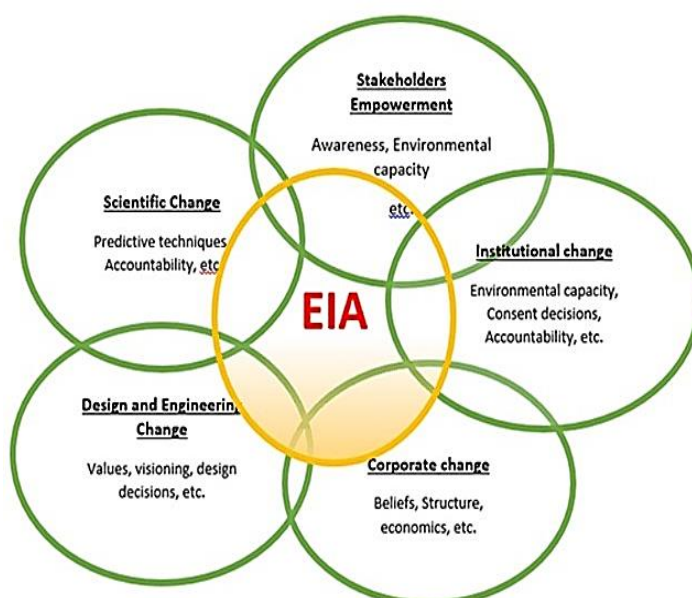 Stakeholders
Empowerment
Awareness, Environmental
capacity
etc.
Scientific Change
Predictive techniques
Accountability, etc
Institutional change
Environmental capacity,
Consent decisions,
Accountability, etc.
EIA
Design and Engineering
Change
Values, visioning, design
decisions, etc.
Corporate change
Beliefs, Structure,
economics, etc.